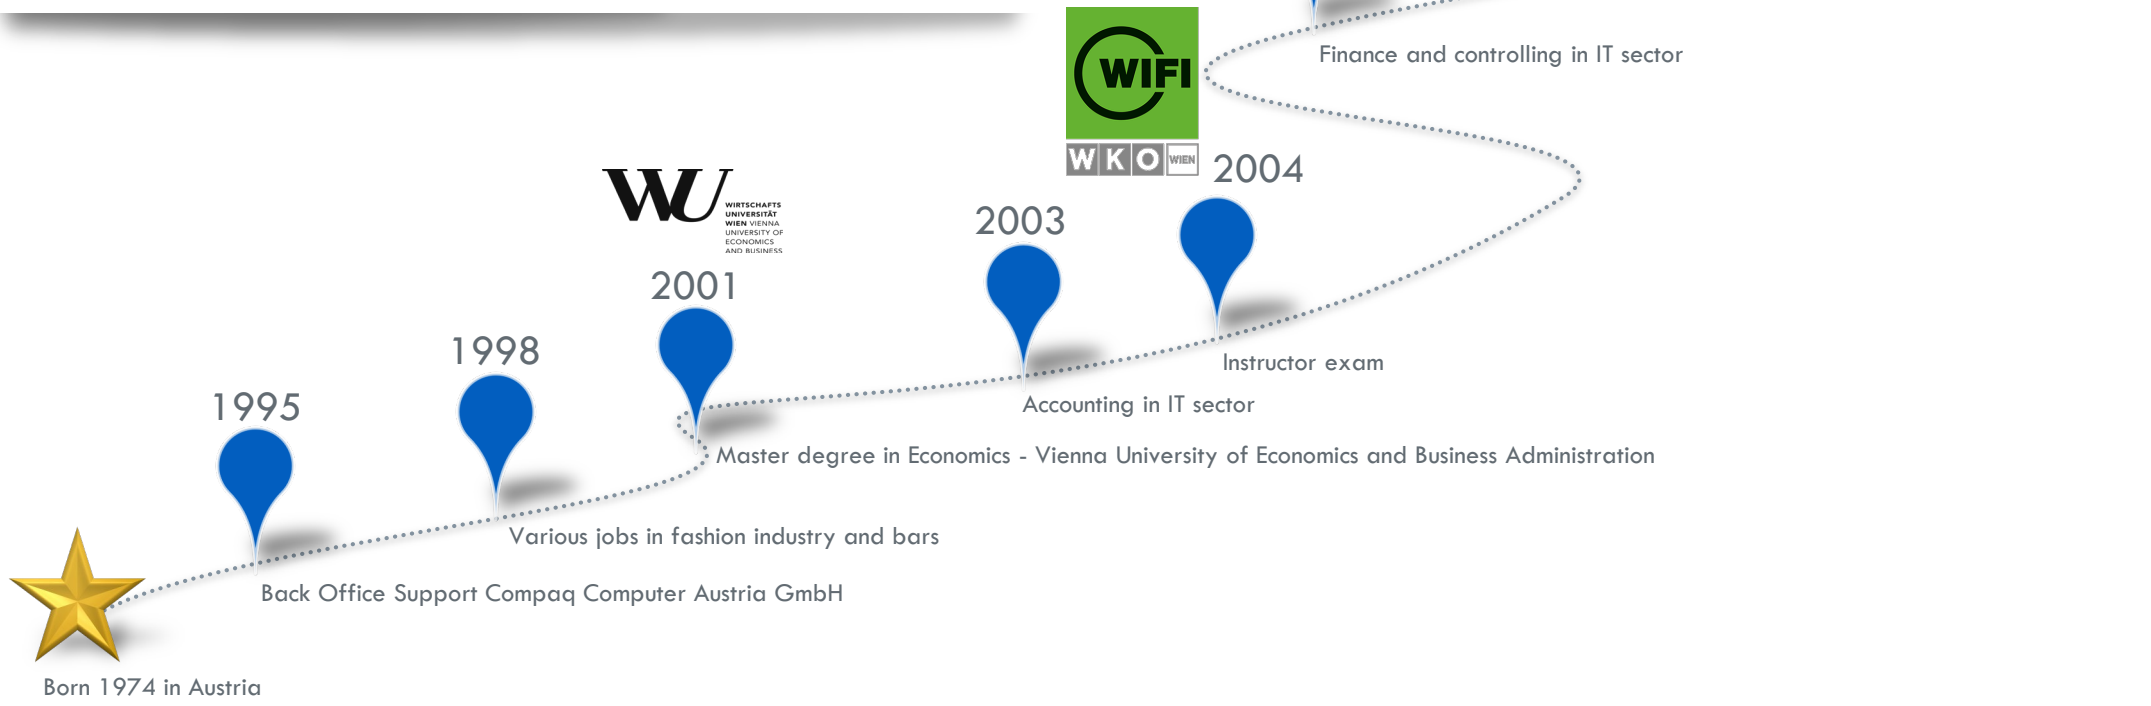 Finance and controlling in IT sector
WIFI
WKO WIEN
2004
WU
WIRTSCHAFTS
UNIVERSITÄT
WIEN VIENNA
UNIVERSITY OF
ECONOMICS
AND BUSINESS
2003
2001
1998
Instructor exam
1995
Accounting in IT sector
Master degree in Economics - Vienna University of Economics and Business Administration
Various jobs in fashion industry and bars
Back Office Support Compaq Computer Austria GmbH
Born 1974 in Austria